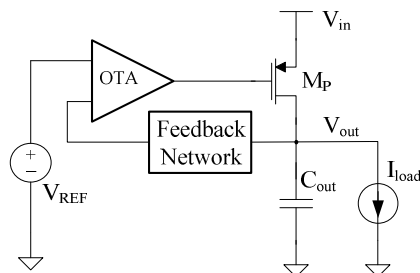 V_in
OTA
M_P
Feedback
Network
V_out
+
−
V_REF
C_out
I_load